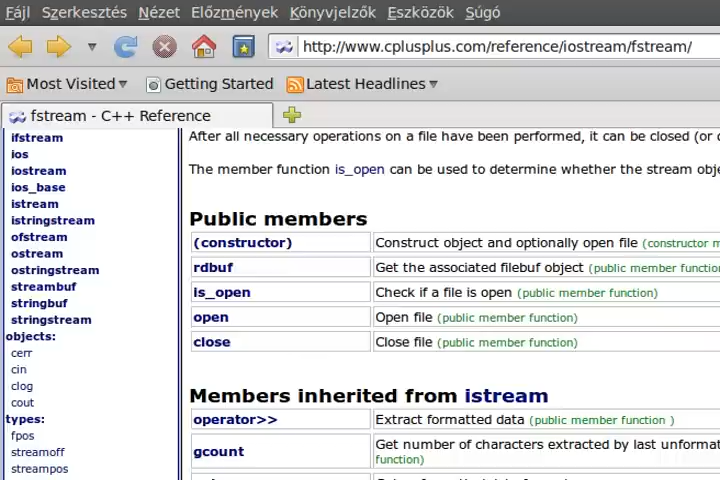 Fájl Szerkesztés Nézet Előzmények Könyvjelzők Eszközök Súgó
http://www.cplusplus.com/reference/iostream/fstream/
Most Visited Getting Started Latest Headlines
fstream - C++ Reference
ifstream
ios
iostream
ios_base
istream
istringstream
ofstream
ostream
ostringstream
streambuf
stringbuf
stringstream
objects:
cerr
cin
clog
cout
types:
fpos
streamoff
streampos
After all necessary operations on a file have been performed, it can be closed (or
The member function is_open can be used to determine whether the stream
Public members
(constructor) Construct object and optionally open file (constructor
rdbuf Get the associated filebuf object (public member
is_open Check if a file is open (public member function)
open Open file (public member function)
close Close file (public member function)
Members inherited from istream
operator>> Extract formatted data (public member function )
gcount Get number of characters extracted by last
function)